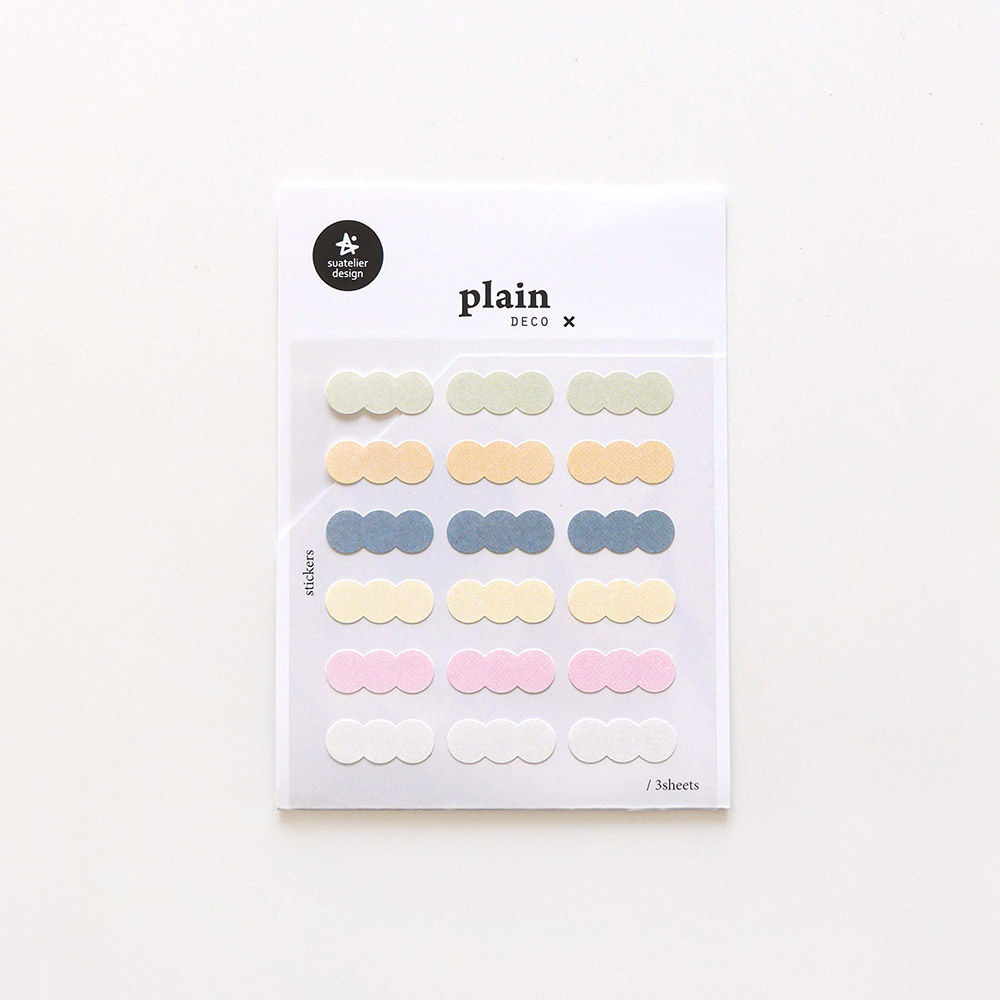 suatelier
design
plain
DECO ×
stickers
/ 3sheets